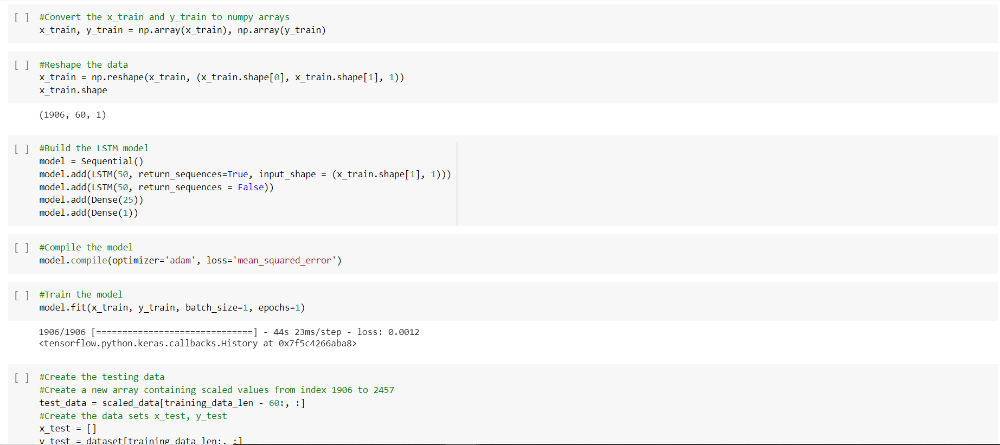 [ ] #Convert the x_train and y_train to numpy arrays
x_train, y_train = np.array(x_train), np.array(y_train)
[ ] #Reshape the data
x_train = np.reshape(x_train, (x_train.shape[0], x_train.shape[1], 1))
x_train.shape
(1906, 60, 1)
[ ] #Build the LSTM model
model = Sequential()
model.add(LSTM(50, return_sequences=True, input_shape = (x_train.shape[1], 1)))
model.add(LSTM(50, return_sequences = False))
model.add(Dense(25))
model.add(Dense(1))
[ ] #Compile the model
model.compile(optimizer='adam', loss='mean_squared_error')
[ ] #Train the model
model.fit(x_train, y_train, batch_size=1, epochs=1)
1906/1906 [==============================] - 44s 23ms/step - loss: 0.0012
<tensorflow.python.keras.callbacks.History at 0x7f5c4266aba8>
[ ] #Create the testing data
#Create a new array containing scaled values from index 1906 to 2457
test_data = scaled_data[training_data_len - 60:, :]
#Create the data sets x_test, y_test
x_test = []
y_test = dataset[training_data_len:, :]